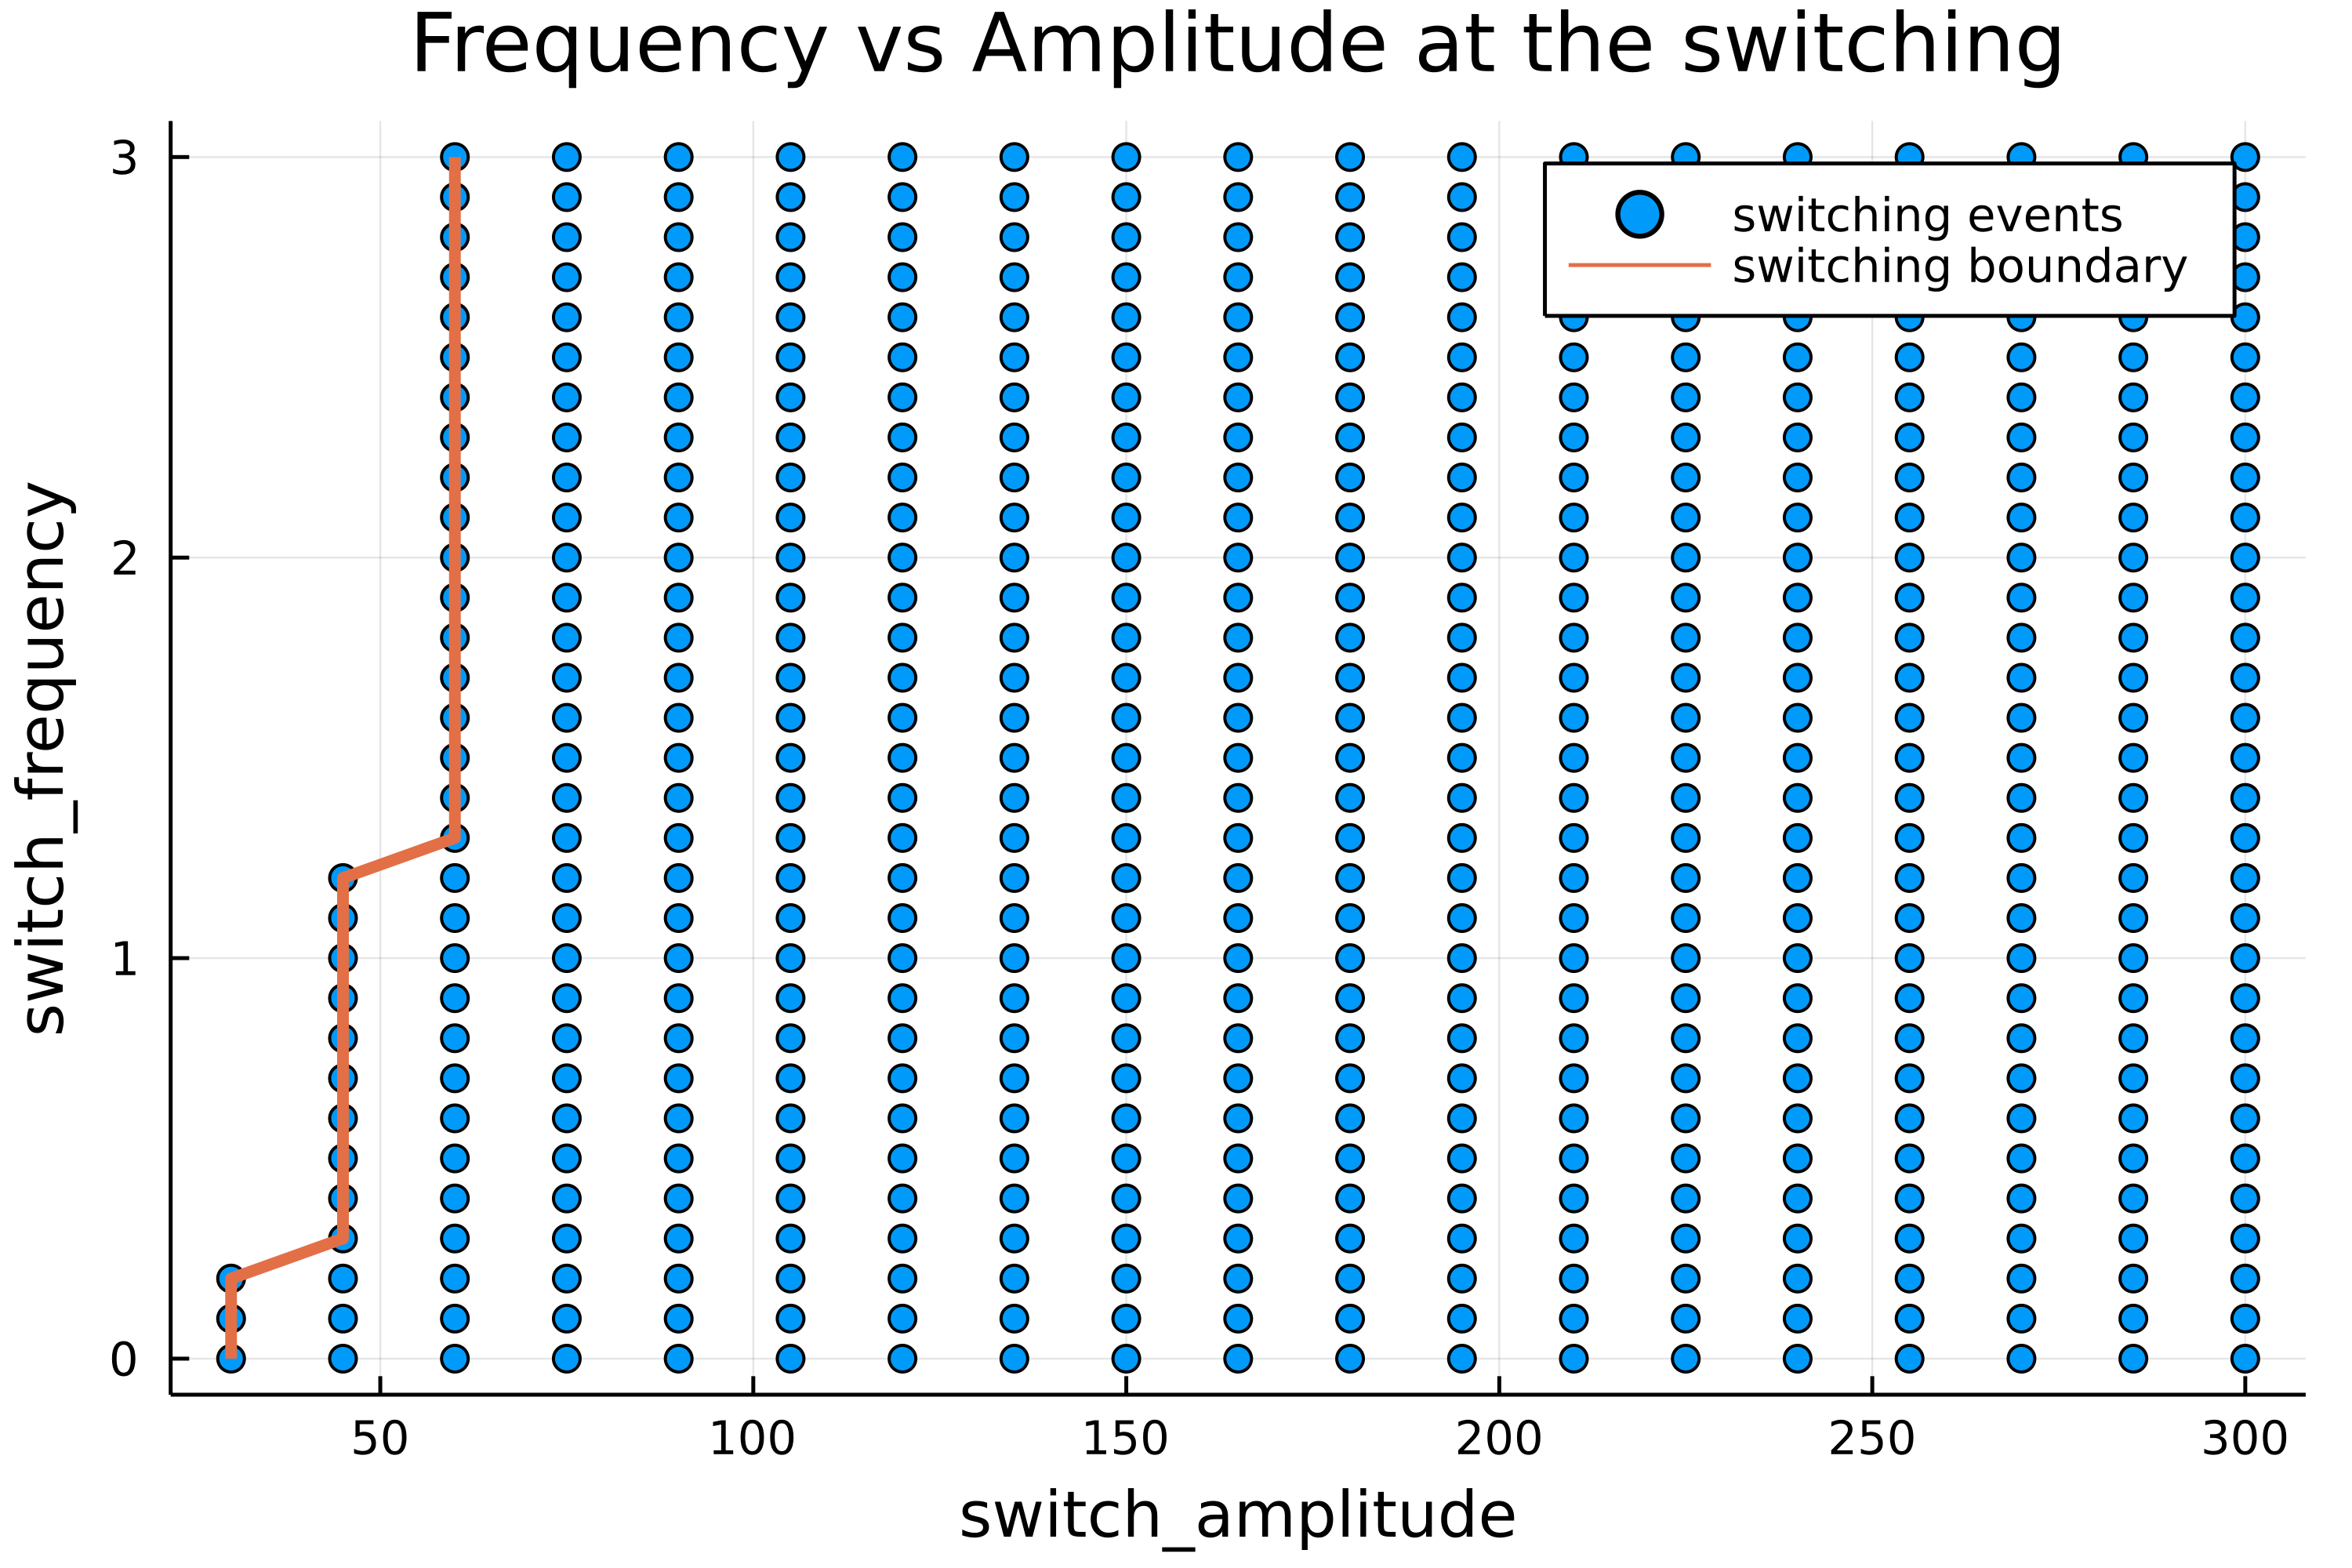 Frequency vs Amplitude at the switching
switch_frequency
3
2
1
0
switching events
switching boundary
50 100 150 200 250 300
switch_amplitude